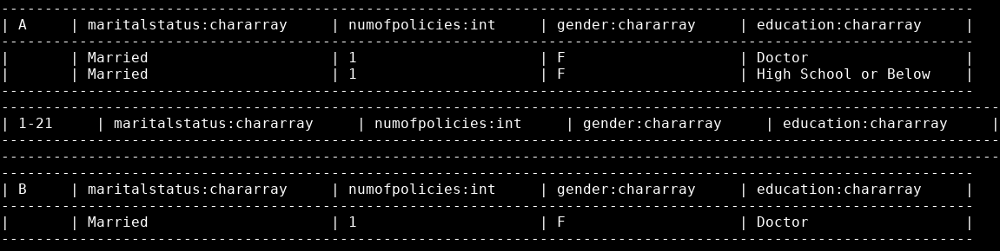 ----------------------------------------------------------------------------------------------------------------
| A     | maritalstatus:chararray     | numofpolicies:int     | gender:chararray     | education:chararray     |
----------------------------------------------------------------------------------------------------------------
|       | Married                     | 1                     | F                    | Doctor                  |
|       | Married                     | 1                     | F                    | High School or Below    |
----------------------------------------------------------------------------------------------------------------
-------------------------------------------------------------------------------------------------------------------
| 1-21     | maritalstatus:chararray     | numofpolicies:int     | gender:chararray     | education:chararray     |
-------------------------------------------------------------------------------------------------------------------
-------------------------------------------------------------------------------------------------------------------
----------------------------------------------------------------------------------------------------------------
| B     | maritalstatus:chararray     | numofpolicies:int     | gender:chararray     | education:chararray     |
----------------------------------------------------------------------------------------------------------------
|       | Married                     | 1                     | F                    | Doctor                  |
----------------------------------------------------------------------------------------------------------------